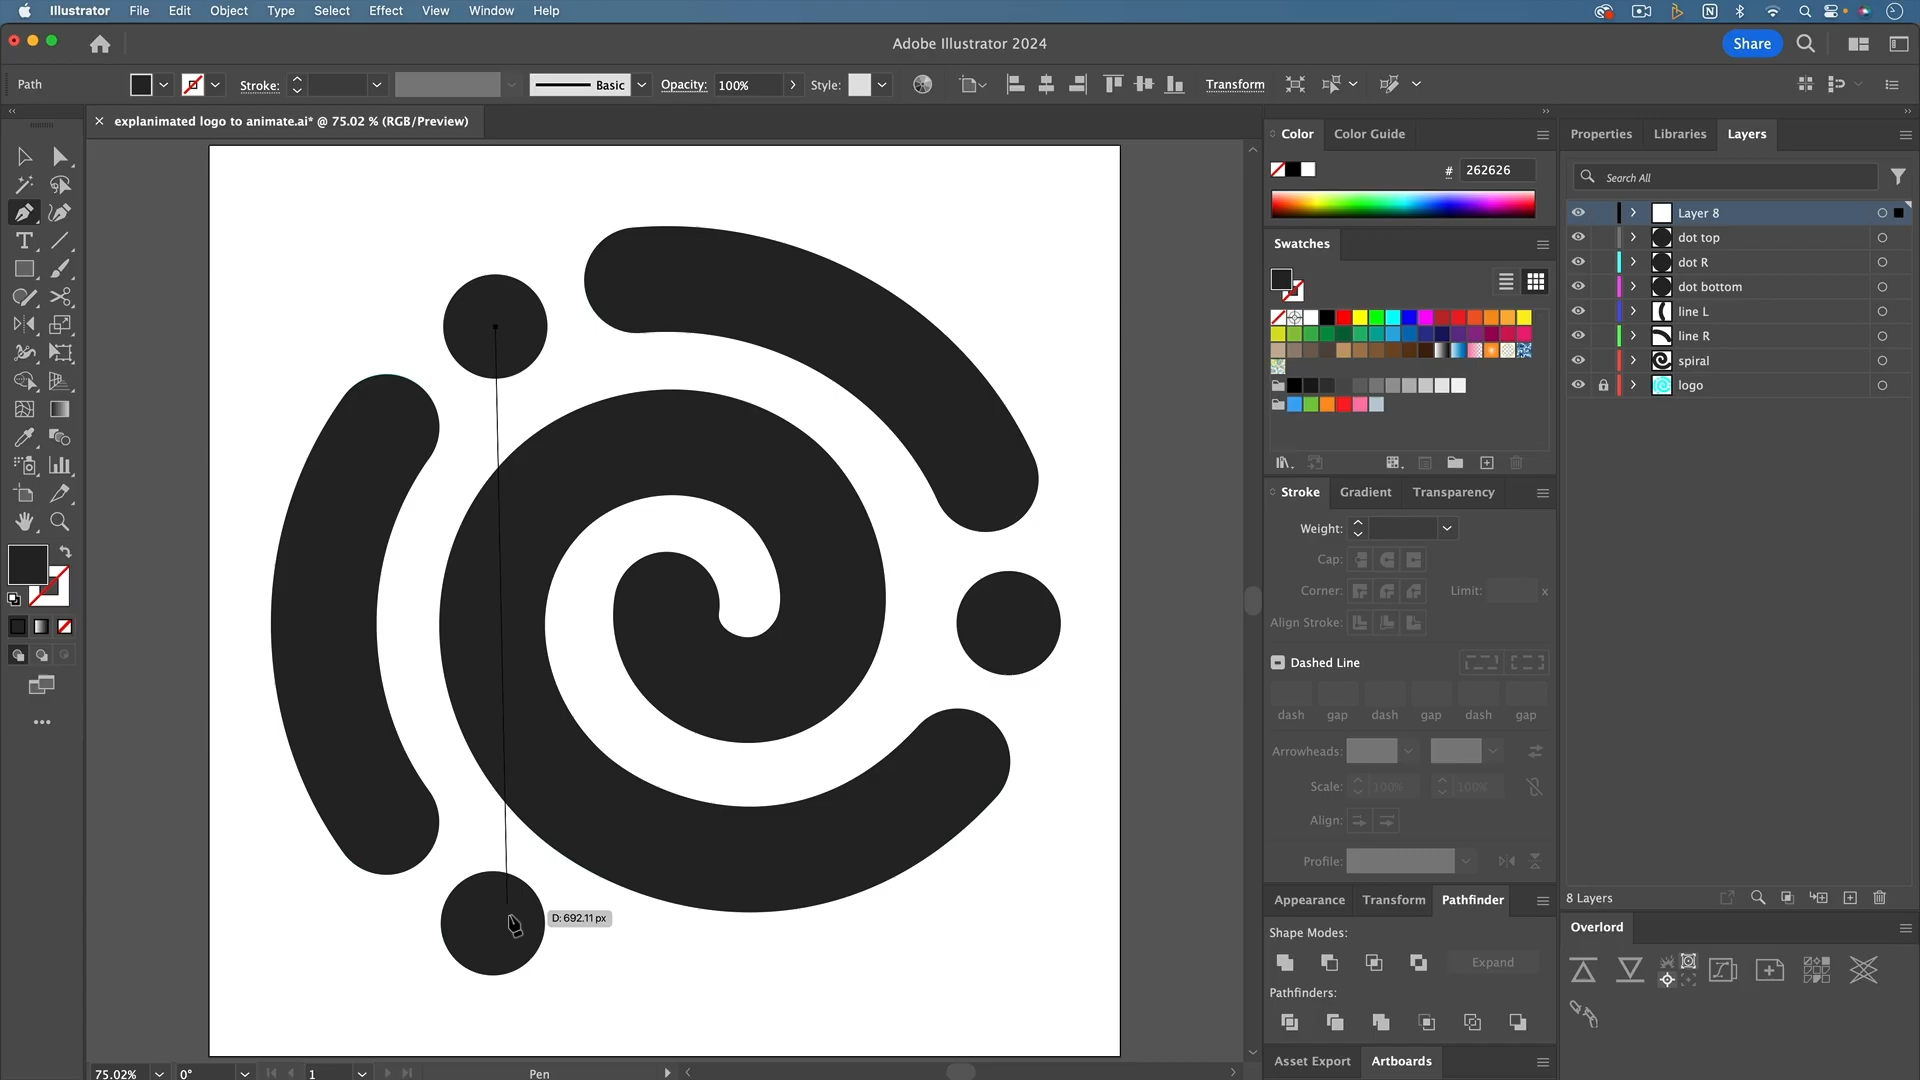 Illustrator File Edit Object Type Select Effect View Window Help
Adobe Illustrator 2024
Share
Path
Stroke:
Basic
Opacity: 100%
Style:
Transform
explanimated logo to animate.ai* @ 75.02 % (RGB/Preview)
Color Color Guide
# 262626
Swatches
Stroke Gradient Transparency
Weight:
Cap:
Corner:
Limit: x
Align Stroke:
Dashed Line
dash gap dash gap dash gap
Arrowheads:
Scale: 100% 100%
Align:
Profile:
Appearance Transform Pathfinder
Shape Modes:
Expand
Pathfinders:
Asset Export Artboards
Properties Libraries Layers
Search All
Layer 8
dot top
dot R
dot bottom
line L
line R
spiral
logo
8 Layers
Overlord
D: 692.11 px
75.02% 0° 1 Pen